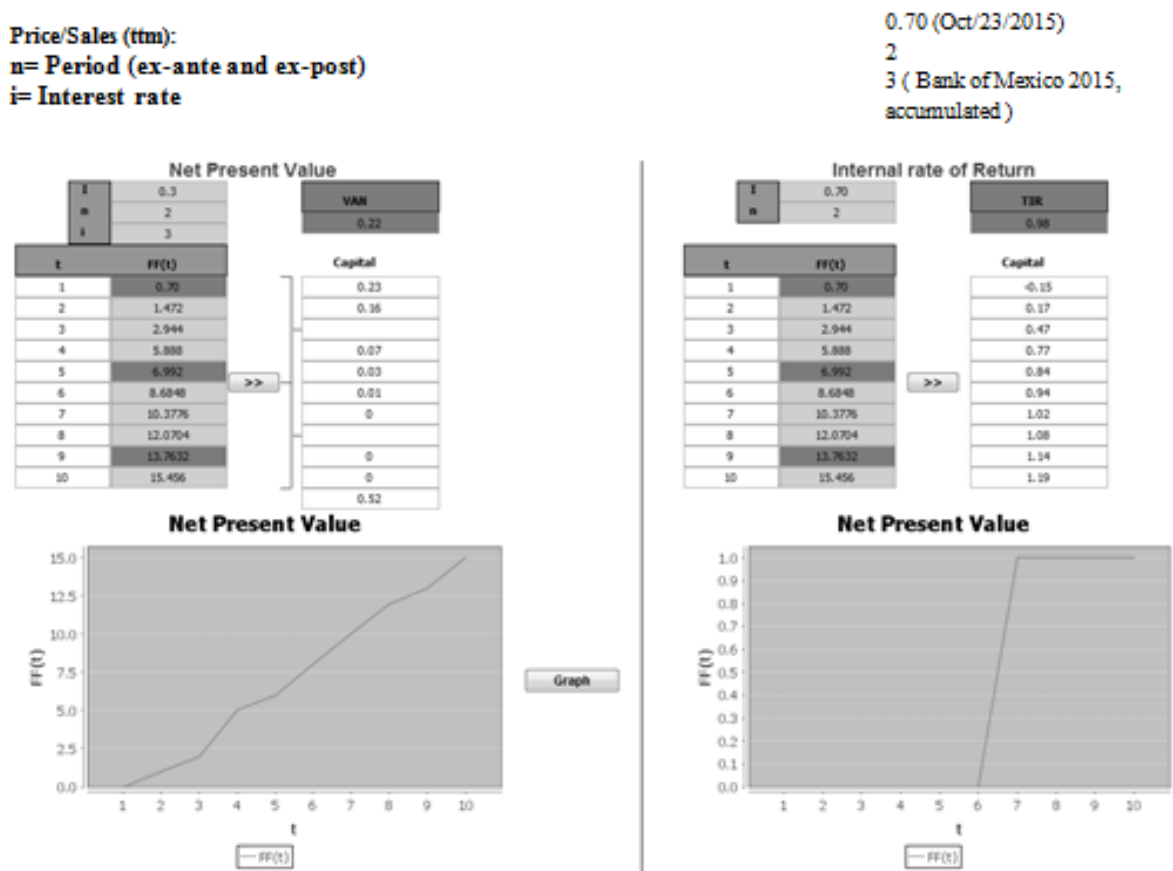 Price/Sales (ttm): 0.70 (Oct/23/2015)
n= Period (ex-ante and ex-post) 2
i= Interest rate 3 ( Bank of Mexico 2015, accumulated )
Net Present Value
I 0.3
n 2
i 3
VAN
0.22
t FF(t) Capital
1 0.70 0.23
2 1.472 0.16
3 2.944
4 5.888 0.07
5 6.992 0.03
6 8.6848 0.01
7 10.3776 0
8 12.0704
9 13.7632 0
10 15.456 0
0.52
>>
Net Present Value
15.0
12.5
10.0
7.5
5.0
2.5
0.0
FF(t)
1 2 3 4 5 6 7 8 9 10
t
FF(t)
Graph
Internal rate of Return
I 0.70
n 2
TIR
0.98
t FF(t) Capital
1 0.70 -0.15
2 1.472 0.17
3 2.944 0.47
4 5.888 0.77
5 6.992 0.84
6 8.6848 0.94
7 10.3776 1.02
8 12.0704 1.08
9 13.7632 1.14
10 15.456 1.19
>>
Net Present Value
1.0
0.9
0.8
0.7
0.6
0.5
0.4
0.3
0.2
0.1
0.0
FF(t)
1 2 3 4 5 6 7 8 9 10
t
FF(t)